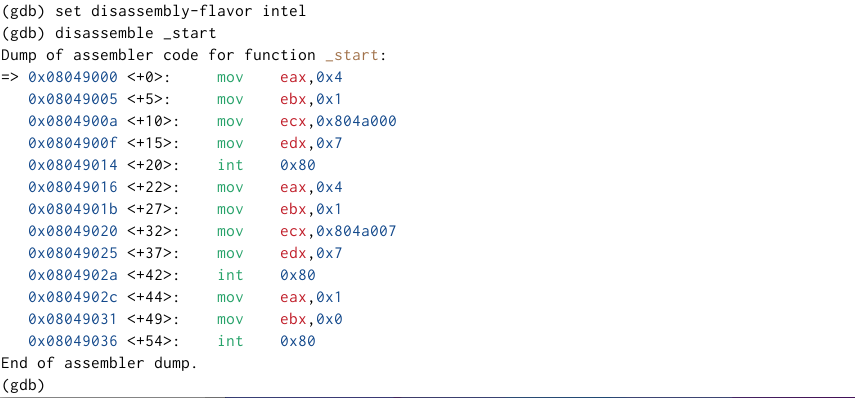 (gdb) set disassembly-flavor intel
(gdb) disassemble _start
Dump of assembler code for function _start:
=> 0x08049000 <+0>:     mov    eax,0x4
   0x08049005 <+5>:     mov    ebx,0x1
   0x0804900a <+10>:    mov    ecx,0x804a000
   0x0804900f <+15>:    mov    edx,0x7
   0x08049014 <+20>:    int    0x80
   0x08049016 <+22>:    mov    eax,0x4
   0x0804901b <+27>:    mov    ebx,0x1
   0x08049020 <+32>:    mov    ecx,0x804a007
   0x08049025 <+37>:    mov    edx,0x7
   0x0804902a <+42>:    int    0x80
   0x0804902c <+44>:    mov    eax,0x1
   0x08049031 <+49>:    mov    ebx,0x0
   0x08049036 <+54>:    int    0x80
End of assembler dump.
(gdb)